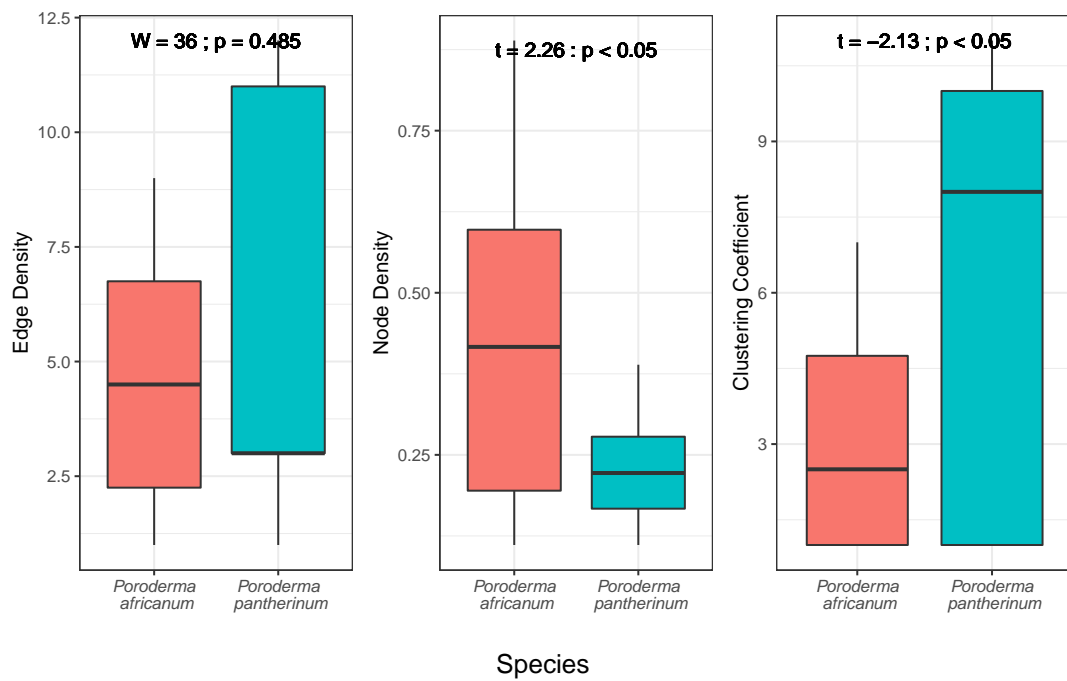 W = 36 ; p = 0.485
Edge Density
12.5
10.0
7.5
5.0
2.5
Poroderma
africanum
Poroderma
pantherinum
t = 2.26 : p < 0.05
Node Density
0.75
0.50
0.25
Poroderma
africanum
Poroderma
pantherinum
t = −2.13 ; p < 0.05
Clustering Coefficient
9
6
3
Poroderma
africanum
Poroderma
pantherinum
Species